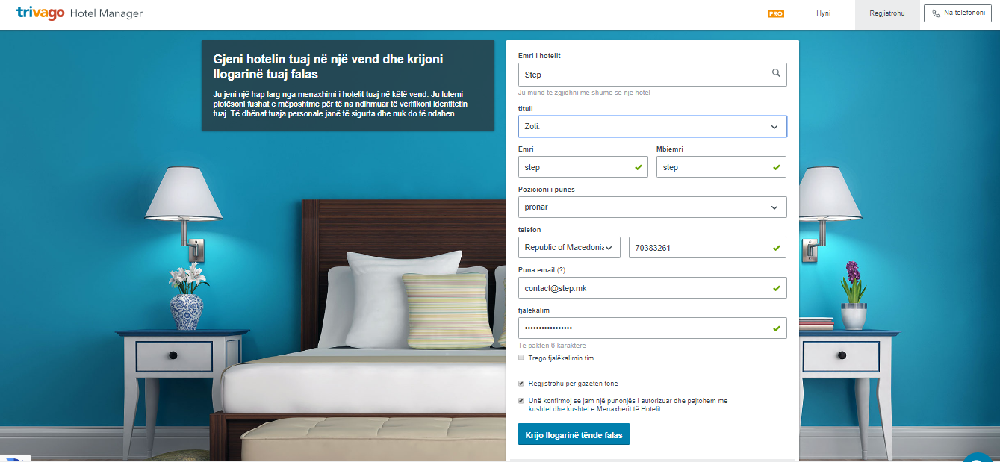 trivago Hotel Manager
PRO
Hyni
Regjistrohu
Na telefononi
Gjeni hotelin tuaj në një vend dhe krijoni
llogarinë tuaj falas
Ju jeni një hap larg nga menaxhimi i hotelit tuaj në këtë vend. Ju lutemi
plotësoni fushat e mëposhtme për të na ndihmuar të verifikoni identitetin
tuaj. Të dhënat tuaja personale janë të sigurta dhe nuk do të ndahen.
Emri i hotelit
Step
Ju mund të zgjidhni më shumë se një hotel
titull
Zoti.
Emri
Mbiemri
step
step
Pozicioni i punës
pronar
telefon
Republic of Macedonia
70383261
Puna email (?)
contact@step.mk
fjalëkalim
•••••••••••••••••
Të paktën 6 karaktere
Trego fjalëkalimin tim
Regjistrohu për gazetën tonë
Unë konfirmoj se jam një punonjës i autorizuar dhe pajtohem me
kushtet dhe kushtet e Menaxherit të Hotelit
Krijo llogarinë tënde falas